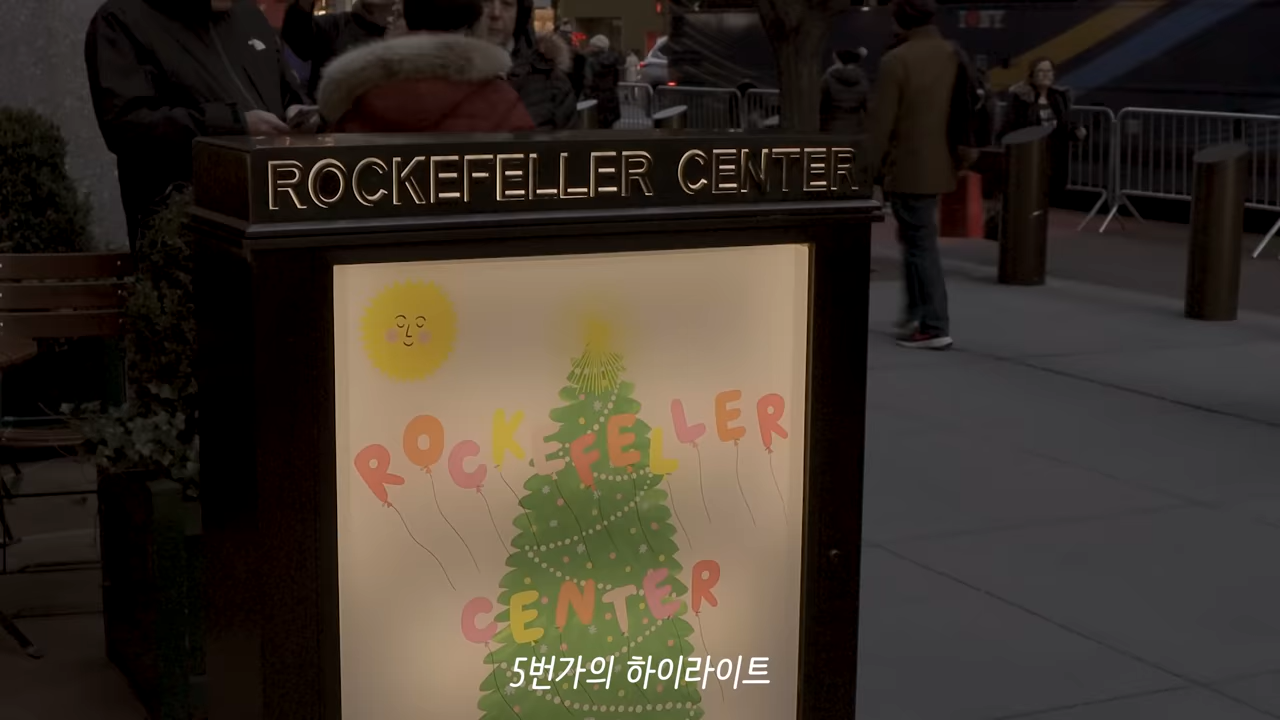 ROCKEFELLER CENTER
ROCKEFELLER
CENTER
5번가의 하이라이트